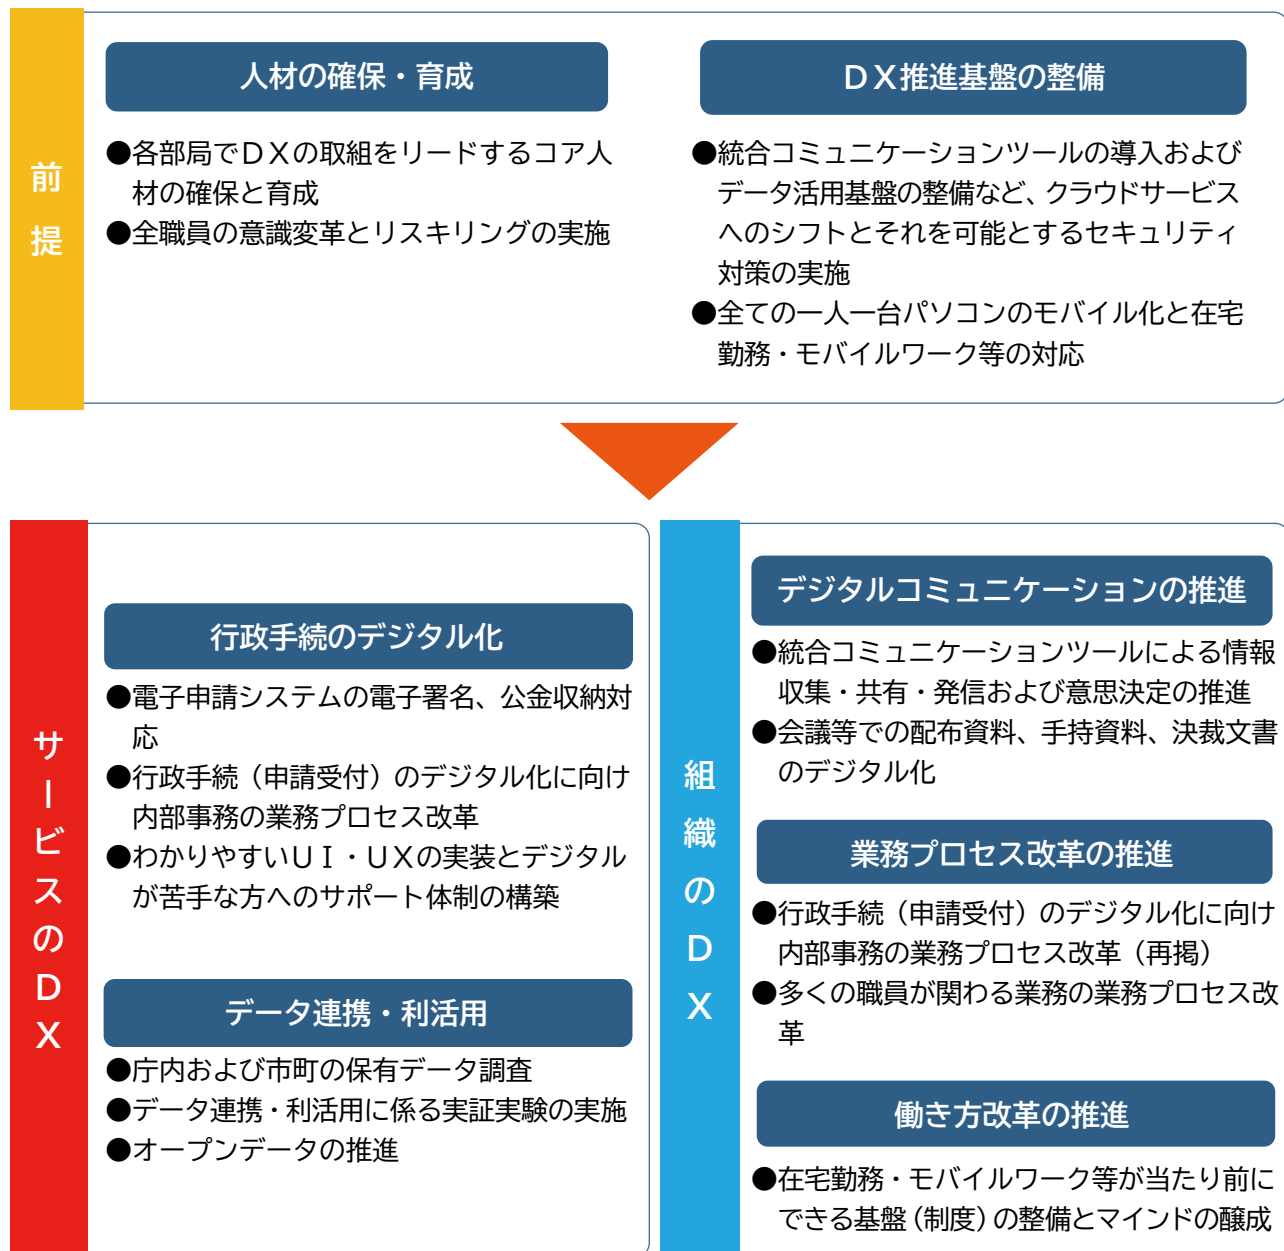 前提
人材の確保・育成
●各部局でＤＸの取組をリードするコア人
材の確保と育成
●全職員の意識変革とリスキリングの実施
ＤＸ推進基盤の整備
●統合コミュニケーションツールの導入および
データ活用基盤の整備など、クラウドサービス
へのシフトとそれを可能とするセキュリティ
対策の実施
●全ての一人一台パソコンのモバイル化と在宅
勤務・モバイルワーク等の対応
サービスのＤＸ
行政手続のデジタル化
●電子申請システムの電子署名、公金収納対
応
●行政手続（申請受付）のデジタル化に向け
内部事務の業務プロセス改革
●わかりやすいＵＩ・ＵＸの実装とデジタル
が苦手な方へのサポート体制の構築
データ連携・利活用
●庁内および市町の保有データ調査
●データ連携・利活用に係る実証実験の実施
●オープンデータの推進
組織のＤＸ
デジタルコミュニケーションの推進
●統合コミュニケーションツールによる情報
収集・共有・発信および意思決定の推進
●会議等での配布資料、手持資料、決裁文書
のデジタル化
業務プロセス改革の推進
●行政手続（申請受付）のデジタル化に向け
内部事務の業務プロセス改革（再掲）
●多くの職員が関わる業務の業務プロセス改
革
働き方改革の推進
●在宅勤務・モバイルワーク等が当たり前に
できる基盤（制度）の整備とマインドの醸成